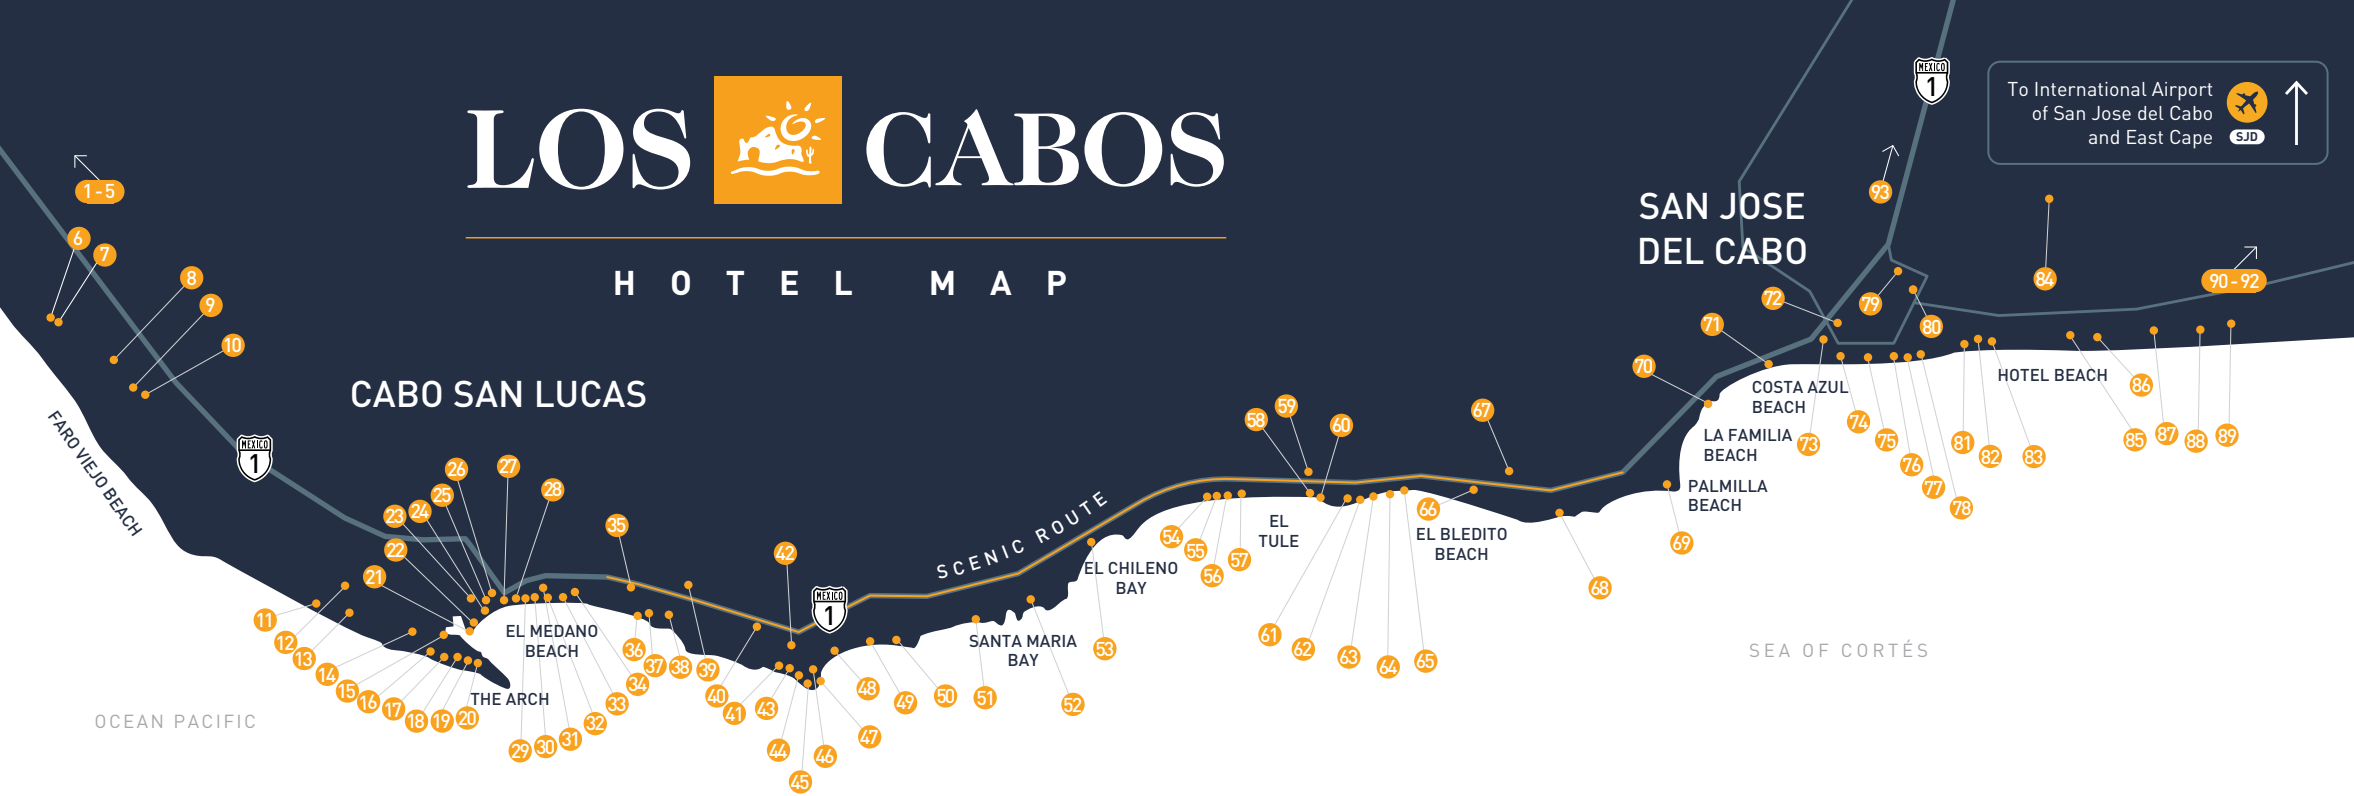 LOS CABOS
HOTEL MAP
To International Airport
of San Jose del Cabo
and East Cape
SJD
MEXICO
1
SAN JOSE
DEL CABO
CABO SAN LUCAS
MEXICO
1
MEXICO
1
SCENIC ROUTE
FARO VIEJO BEACH
EL MEDANO
BEACH
THE ARCH
SANTA MARIA
BAY
EL CHILENO
BAY
EL
TULE
EL BLEDITO
BEACH
PALMILLA
BEACH
LA FAMILIA
BEACH
COSTA AZUL
BEACH
HOTEL BEACH
OCEAN PACIFIC
SEA OF CORTÉS
1-5
6
7
8
9
10
11
12
13
14
15
16
17
18
19
20
21
22
23
24
25
26
27
28
29
30
31
32
33
34
35
36
37
38
39
40
41
42
43
44
45
46
47
48
49
50
51
52
53
54
55
56
57
58
59
60
61
62
63
64
65
66
67
68
69
70
71
72
73
74
75
76
77
78
79
80
81
82
83
84
85
86
87
88
89
90-92
93